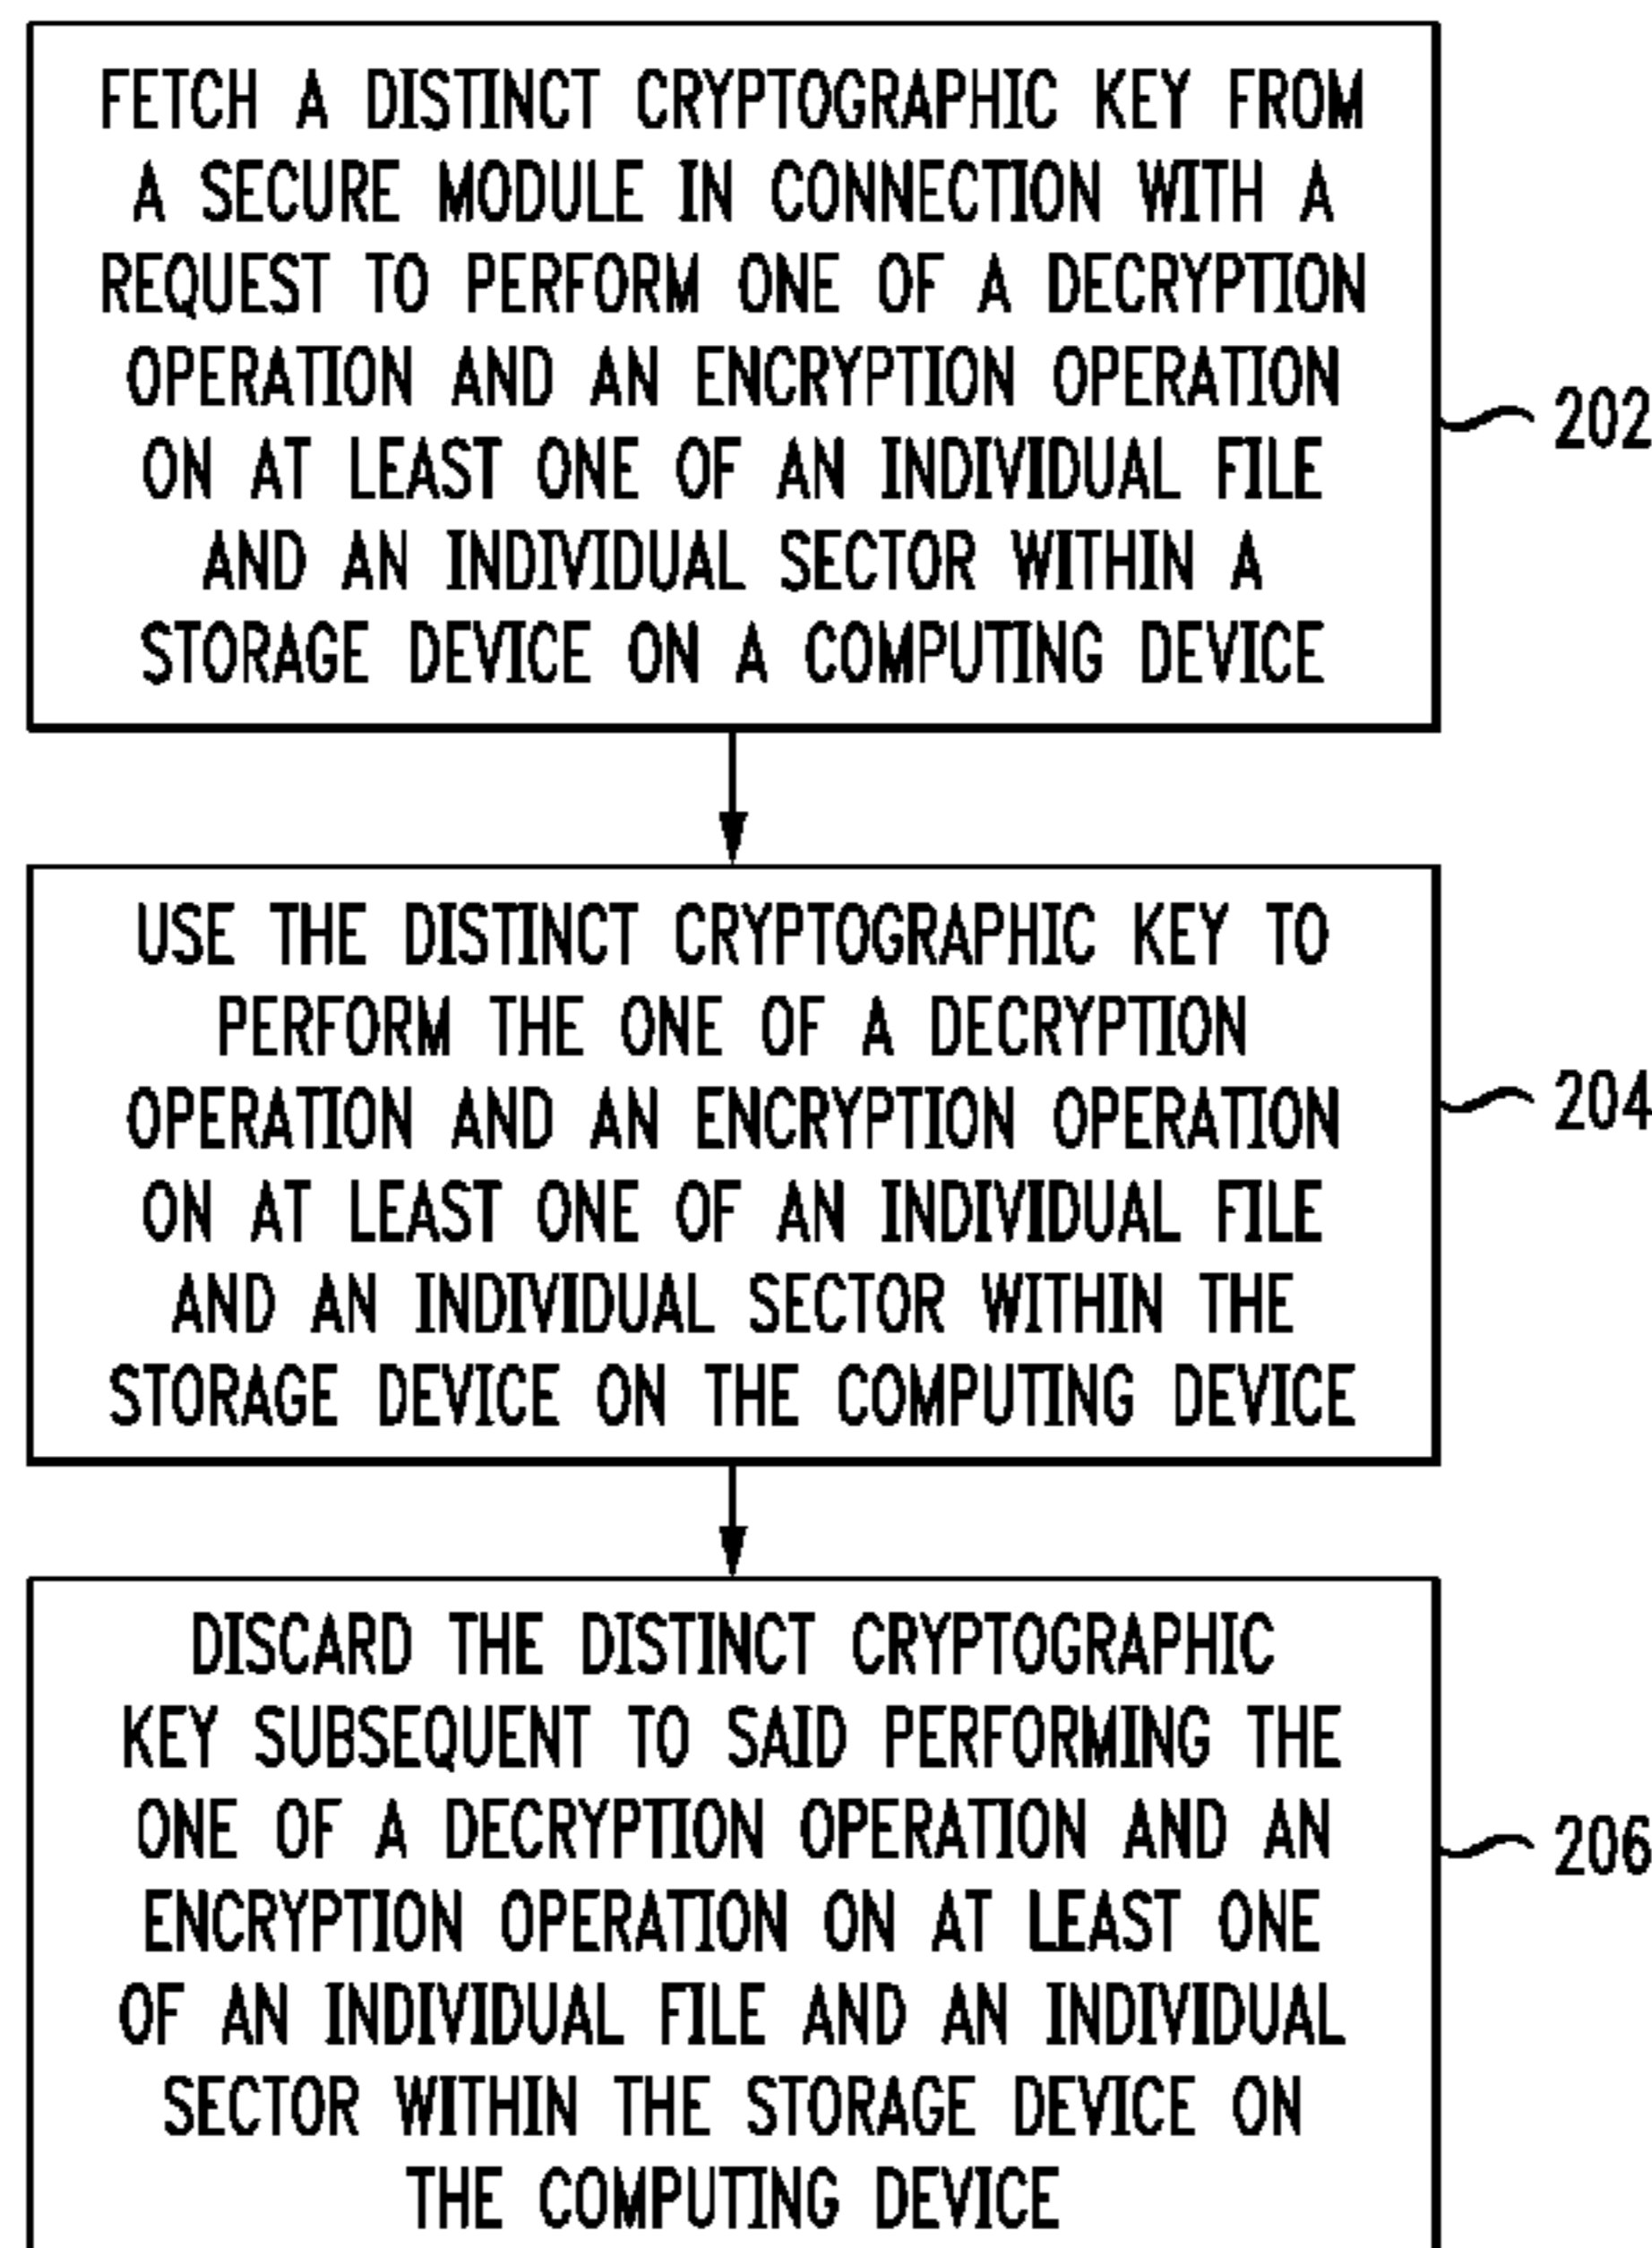 FETCH A DISTINCT CRYPTOGRAPHIC KEY FROM
A SECURE MODULE IN CONNECTION WITH A
REQUEST TO PERFORM ONE OF A DECRYPTION
OPERATION AND AN ENCRYPTION OPERATION
ON AT LEAST ONE OF AN INDIVIDUAL FILE
AND AN INDIVIDUAL SECTOR WITHIN A
STORAGE DEVICE ON A COMPUTING DEVICE
202
USE THE DISTINCT CRYPTOGRAPHIC KEY TO
PERFORM THE ONE OF A DECRYPTION
OPERATION AND AN ENCRYPTION OPERATION
ON AT LEAST ONE OF AN INDIVIDUAL FILE
AND AN INDIVIDUAL SECTOR WITHIN THE
STORAGE DEVICE ON THE COMPUTING DEVICE
204
DISCARD THE DISTINCT CRYPTOGRAPHIC
KEY SUBSEQUENT TO SAID PERFORMING THE
ONE OF A DECRYPTION OPERATION AND AN
ENCRYPTION OPERATION ON AT LEAST ONE
OF AN INDIVIDUAL FILE AND AN INDIVIDUAL
SECTOR WITHIN THE STORAGE DEVICE ON
THE COMPUTING DEVICE
206